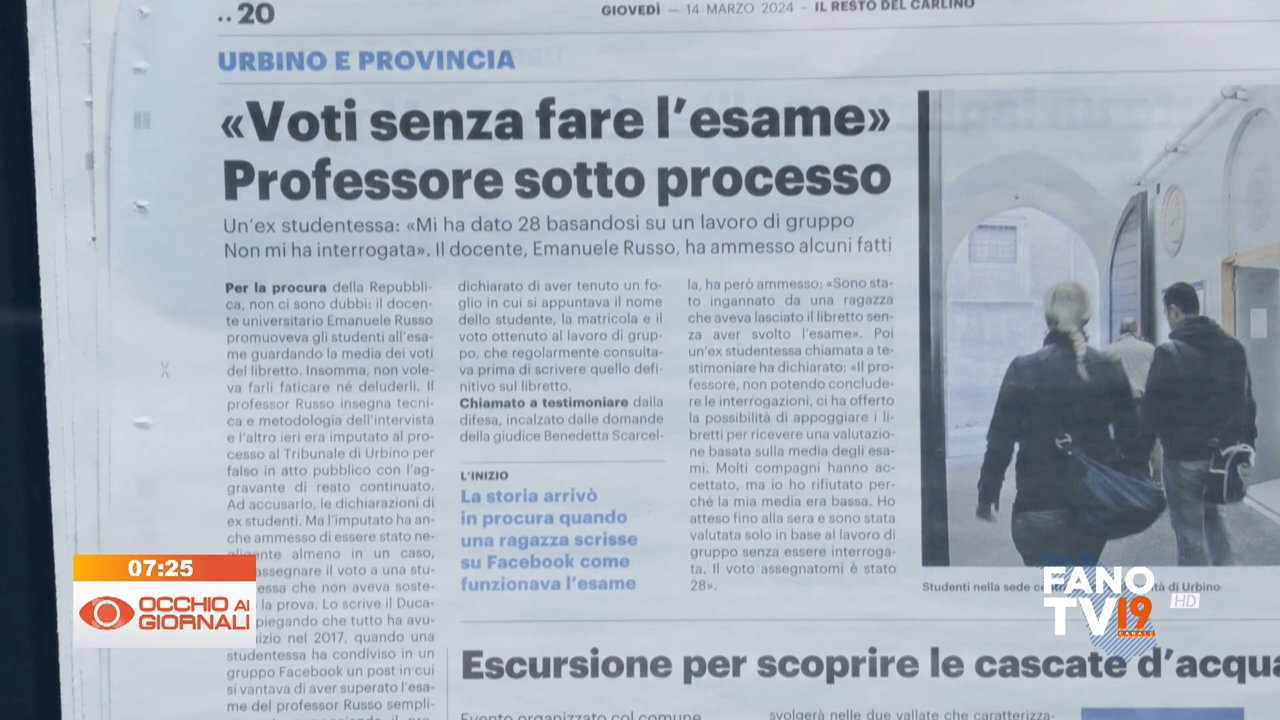 ..20
GIOVEDÌ — 14 MARZO 2024 – IL RESTO DEL CARLINO
URBINO E PROVINCIA
«Voti senza fare l'esame»
Professore sotto processo
Un'ex studentessa: «Mi ha dato 28 basandosi su un lavoro di gruppo
Non mi ha interrogata». Il docente, Emanuele Russo, ha ammesso alcuni fatti
Per la procura della Repubbli-
ca, non ci sono dubbi: il docen-
te universitario Emanuele Russo
promuoveva gli studenti all'esa-
me guardando la media dei voti
del libretto. Insomma, non vole-
va farli faticare né deluderli. Il
professor Russo insegna tecni-
ca e metodologia dell'intervista
e l'altro ieri era imputato al pro-
cesso al Tribunale di Urbino per
falso in atto pubblico con l'ag-
gravante di reato continuato.
Ad accusarlo, le dichiarazioni di
ex studenti. Ma l'imputato ha an-
che ammesso di essere stato ne-
gligente almeno in un caso,
assegnare il voto a una stu-
essa che non aveva soste-
la prova. Lo scrive il Duca-
piegando che tutto ha avu-
izio nel 2017, quando una
studentessa ha condiviso in un
gruppo Facebook un post in cui
si vantava di aver superato l'esa-
me del professor Russo sempli-
dichiarato di aver tenuto un fo-
glio in cui si appuntava il nome
dello studente, la matricola e il
voto ottenuto al lavoro di grup-
po, che regolarmente consulta-
va prima di scrivere quello defi-
nitivo sul libretto.
Chiamato a testimoniare dalla
difesa, incalzato dalle domande
della giudice Benedetta Scarcel-
L'INIZIO
La storia arrivò
in procura quando
una ragazza scrisse
su Facebook come
funzionava l'esame
la, ha però ammesso: «Sono sta-
to ingannato da una ragazza
che aveva lasciato il libretto sen-
za aver svolto l'esame». Poi
un'ex studentessa chiamata a te-
stimoniare ha dichiarato: «Il pro-
fessore, non potendo conclude-
re le interrogazioni, ci ha offerto
la possibilità di appoggiare i li-
bretti per ricevere una valutazio-
ne basata sulla media degli esa-
mi. Molti compagni hanno ac-
cettato, ma io ho rifiutato per-
ché la mia media era bassa. Ho
atteso fino alla sera e sono stata
valutata solo in base al lavoro di
gruppo senza essere interroga-
ta. Il voto assegnatomi è stato
28».
Studenti nella sede ce tà di Urbino
Escursione per scoprire le cascate d'acqua
Evento organizzato col comune
svolgerà nelle due vallate che caratterizza-
07:25
OCCHIO AI
GIORNALI
FANO
TV19
CANALE
HD